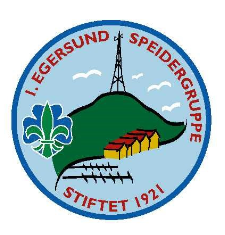 1. EGERSUND SPEIDERGRUPPE
STIFTET 1921